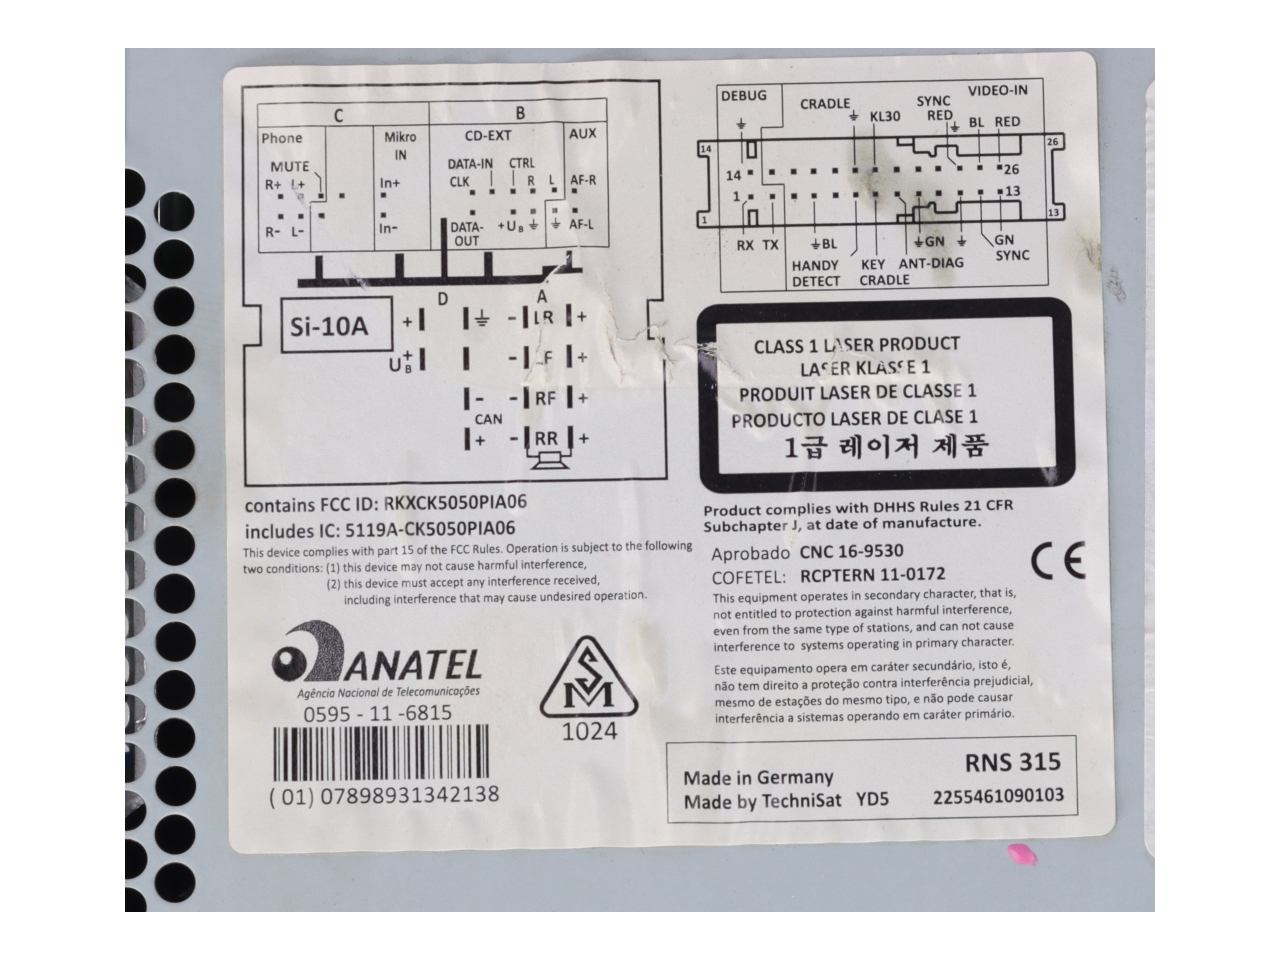 C B
Phone Mikro IN CD-EXT AUX
MUTE DATA-IN CTRL
R+ L+ In+ CLK R L AF-R
R- L- In- DATA-OUT +UB AF-L
D A
Si-10A + - LR +
UB+ - LF +
- - RF +
CAN
+ - RR +
contains FCC ID: RKXCK5050PIA06
includes IC: 5119A-CK5050PIA06
This device complies with part 15 of the FCC Rules. Operation is subject to the following
two conditions: (1) this device may not cause harmful interference,
(2) this device must accept any interference received,
including interference that may cause undesired operation.
ANATEL
Agência Nacional de Telecomunicações
0595 - 11 -6815
( 01) 07898931342138
S M
1024
DEBUG CRADLE KL30 SYNC RED VIDEO-IN BL RED
14 26
14 26
1 13
1 13
RX TX BL GN GN SYNC
HANDY DETECT KEY CRADLE ANT-DIAG
CLASS 1 LASER PRODUCT
LASER KLASSE 1
PRODUIT LASER DE CLASSE 1
PRODUCTO LASER DE CLASE 1
1급 레이저 제품
Product complies with DHHS Rules 21 CFR
Subchapter J, at date of manufacture.
Aprobado CNC 16-9530
COFETEL: RCPTERN 11-0172
CE
This equipment operates in secondary character, that is,
not entitled to protection against harmful interference,
even from the same type of stations, and can not cause
interference to systems operating in primary character.
Este equipamento opera em caráter secundário, isto é,
não tem direito a proteção contra interferência prejudicial,
mesmo de estações do mesmo tipo, e não pode causar
interferência a sistemas operando em caráter primário.
RNS 315
Made in Germany
Made by TechniSat YD5 2255461090103